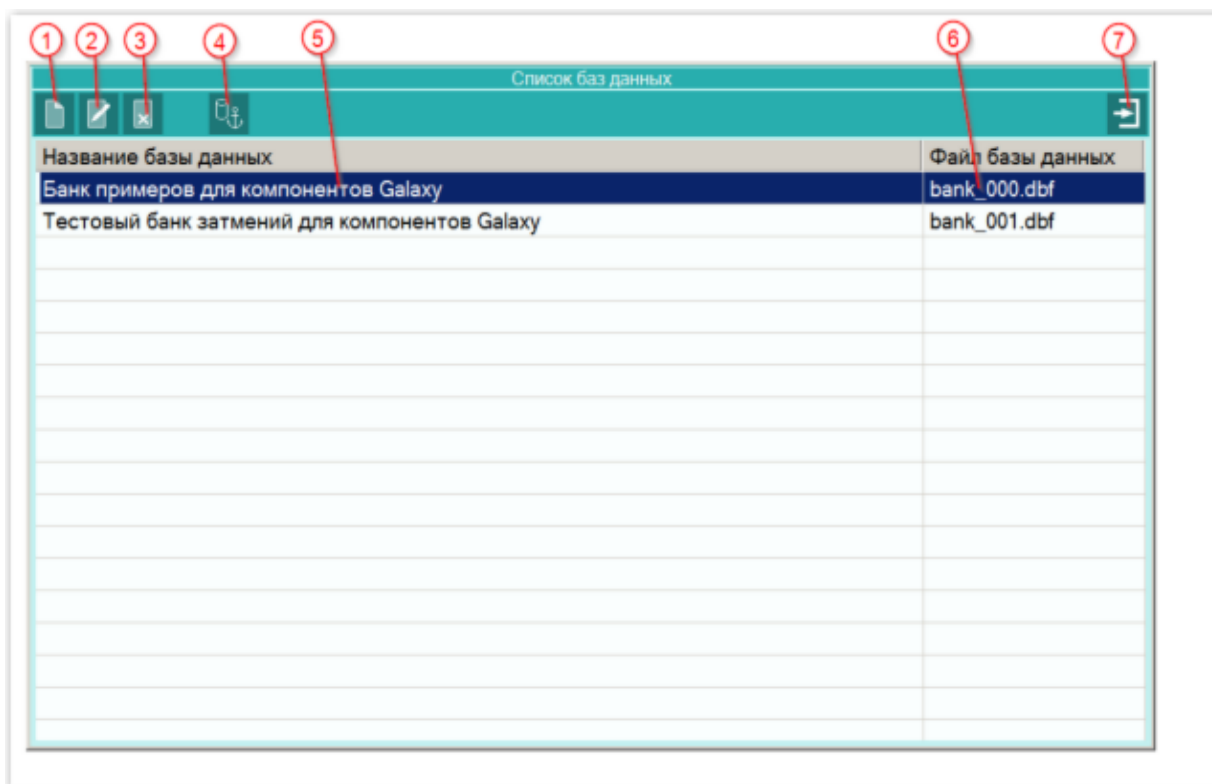 1 2 3 4 5 6 7
Список баз данных
Название базы данных Файл базы данных
Банк примеров для компонентов Galaxy bank_000.dbf
Тестовый банк затмений для компонентов Galaxy bank_001.dbf